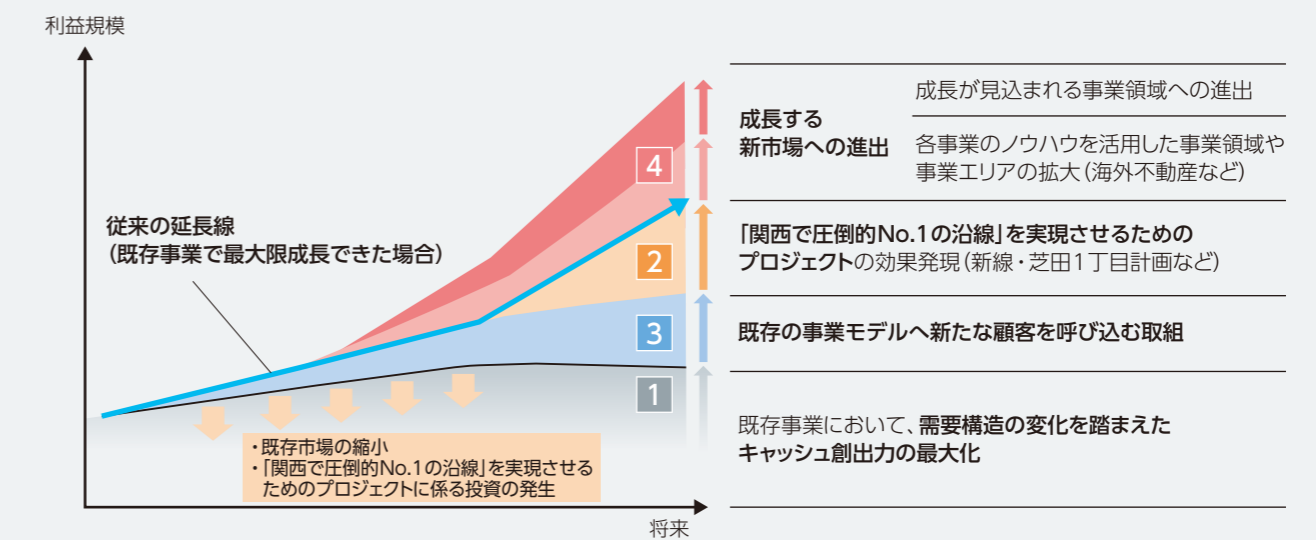 利益規模
従来の延長線
(既存事業で最大限成長できた場合)
・既存市場の縮小
・「関西で圧倒的No.1の沿線」を実現させる
ためのプロジェクトに係る投資の発生
将来
4
2
3
1
成長する
新市場への進出
成長が見込まれる事業領域への進出
各事業のノウハウを活用した事業領域や
事業エリアの拡大(海外不動産など)
「関西で圧倒的No.1の沿線」を実現させるための
プロジェクトの効果発現(新線・芝田1丁目計画など)
既存の事業モデルへ新たな顧客を呼び込む取組
既存事業において、需要構造の変化を踏まえた
キャッシュ創出力の最大化